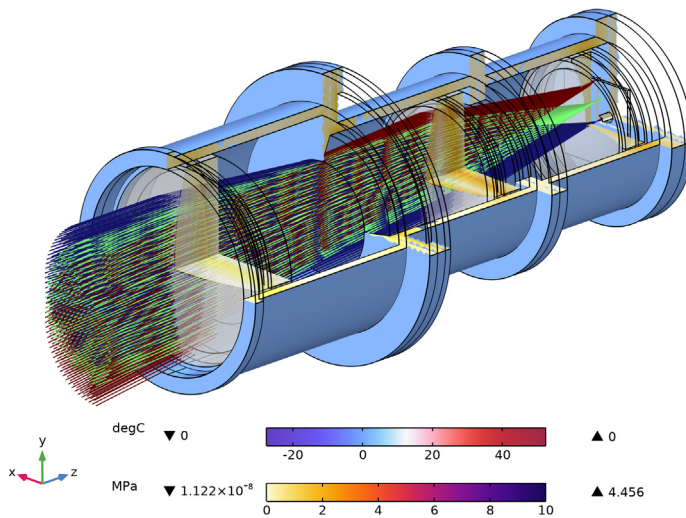 degC ▼ 0 -20 0 20 40 ▲ 0
y
x z
MPa ▼ 1.122×10⁻⁸ 0 2 4 6 8 10 ▲ 4.456